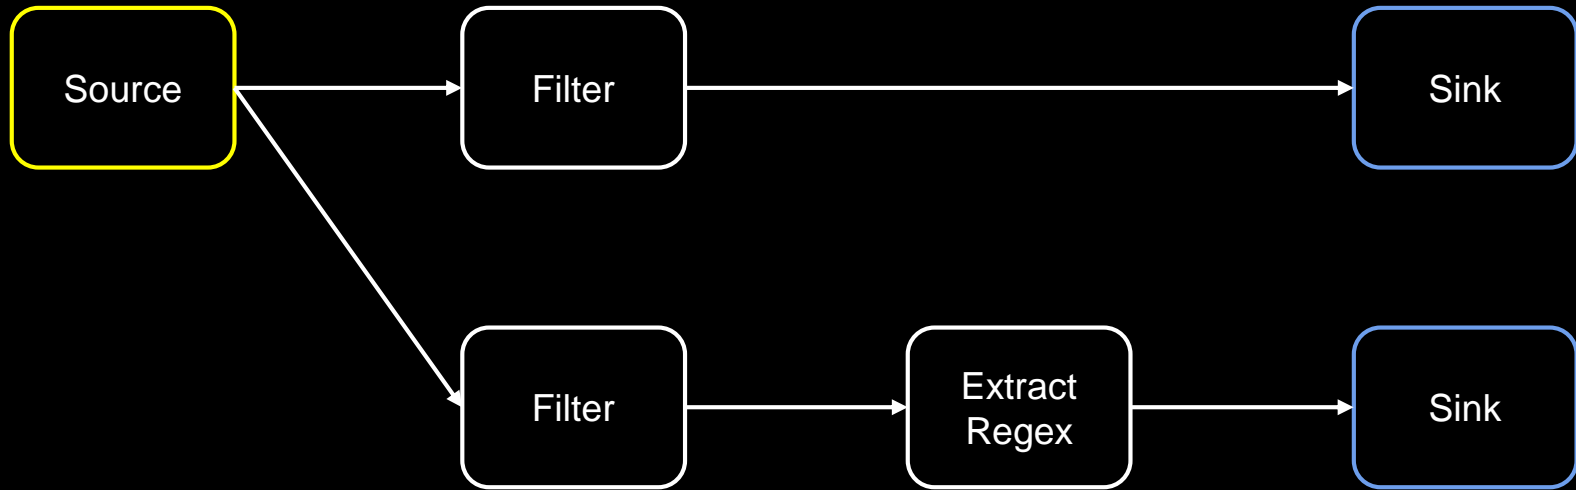 Source
Filter
Sink
Filter
Extract
Regex
Sink